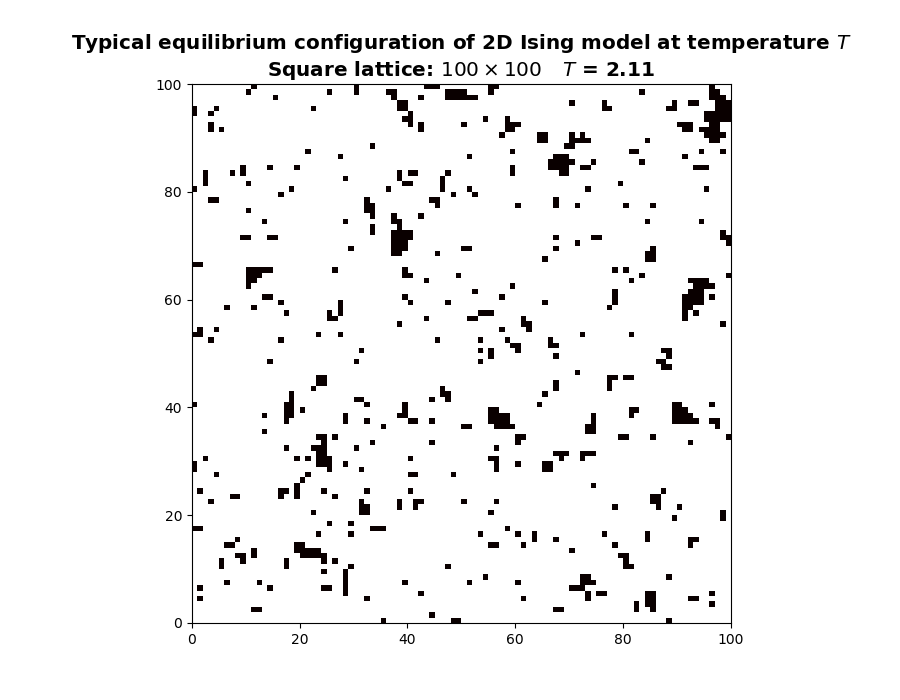 Typical equilibrium configuration of 2D Ising model at temperature T
Square lattice: 100 × 100 T = 2.11
100
80
60
40
20
0
0 20 40 60 80 100